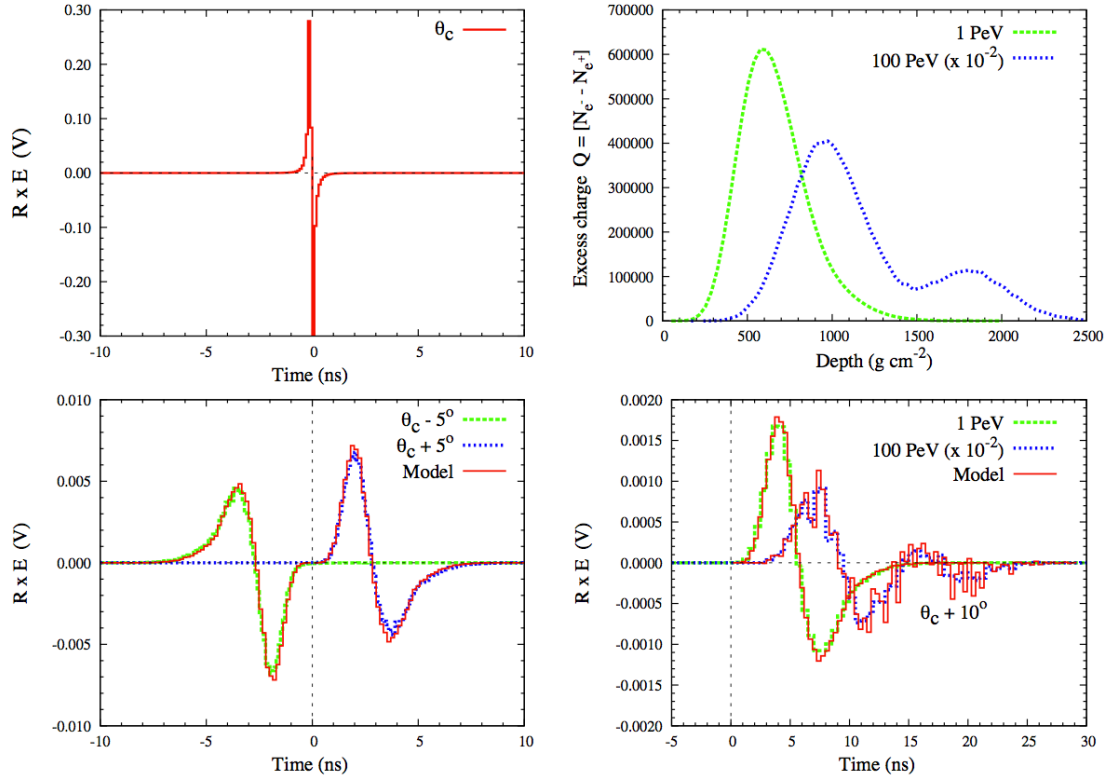 0.30
0.20
0.10
0.00
-0.10
-0.20
-0.30
R x E (V)
θc
-10
-5
0
5
10
Time (ns)
700000
600000
500000
400000
300000
200000
100000
0
Excess charge Q = [Ne- - Ne+]
1 PeV
100 PeV (x 10-2)
0
500
1000
1500
2000
2500
Depth (g cm-2)
0.010
0.005
0.000
-0.005
-0.010
R x E (V)
θc - 5o
θc + 5o
Model
-10
-5
0
5
10
Time (ns)
0.0020
0.0015
0.0010
0.0005
0.0000
-0.0005
-0.0010
-0.0015
-0.0020
R x E (V)
1 PeV
100 PeV (x 10-2)
Model
θc + 10o
-5
0
5
10
15
20
25
30
Time (ns)